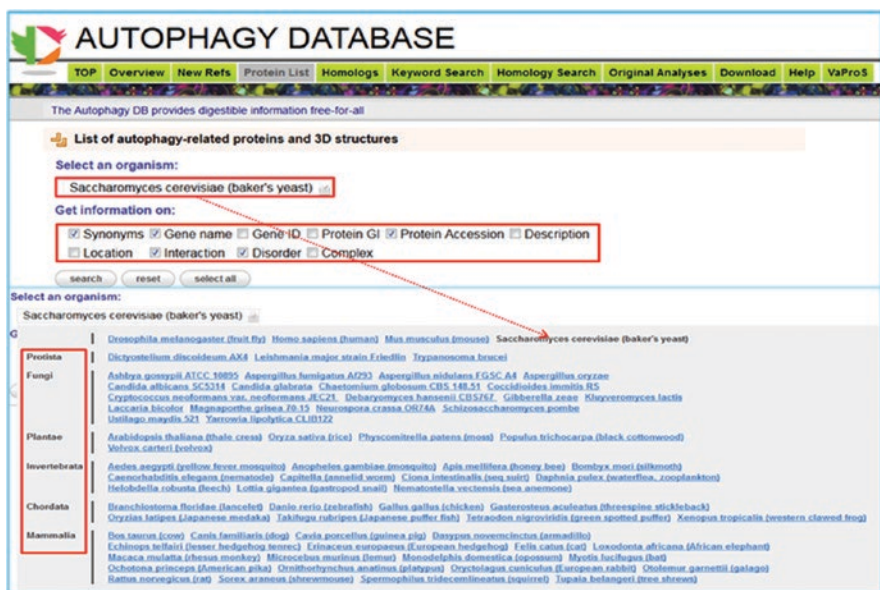 AUTOPHAGY DATABASE
TOP Overview New Refs Protein List Homologs Keyword Search Homology Search Original Analyses Download Help VaProS
The Autophagy DB provides digestible information free-for-all
List of autophagy-related proteins and 3D structures
Select an organism:
Saccharomyces cerevisiae (baker's yeast)
Get information on:
Synonyms Gene name Gene ID Protein GI Protein Accession Description
Location Interaction Disorder Complex
search reset select all
Select an organism:
Saccharomyces cerevisiae (baker's yeast)
G
Drosophila melanogaster (fruit fly) Homo sapiens (human) Mus musculus (mouse) Saccharomyces cerevisiae (baker's yeast)
Protista Dictyostelium discoideum AX4 Leishmania major strain Friedlin Trypanosoma brucei
Fungi Ashbya gossypii ATCC 10895 Aspergillus fumigatus Af293 Aspergillus nidulans FGSC A4 Aspergillus oryzae
Candida albicans SC5314 Candida glabrata Chaetomium globosum CBS 148.51 Coccidioides immitis RS
Cryptococcus neoformans var. neoformans JEC21 Debaryomyces hansenii CBS767 Gibberella zeae Kluyveromyces lactis
Laccaria bicolor Magnaporthe grisea 70-15 Neurospora crassa OR74A Schizosaccharomyces pombe
Ustilago maydis 521 Yarrowia lipolytica CLIB122
Plantae Arabidopsis thaliana (thale cress) Oryza sativa (rice) Physcomitrella patens (moss) Populus trichocarpa (black cottonwood)
Volvox carteri (volvox)
Invertebrata Aedes aegypti (yellow fever mosquito) Anopheles gambiae (mosquito) Apis mellifera (honey bee) Bombyx mori (silkmoth)
Caenorhabditis elegans (nematode) Capitella (annelid worm) Ciona intestinalis (seq suirt) Daphnia pulex (waterflea, zooplankton)
Helobdella robusta (leech) Lottia gigantea (gastropod snail) Nematostella vectensis (sea anemone)
Chordata Branchiostoma floridae (lancelet) Danio rerio (zebrafish) Gallus gallus (chicken) Gasterosteus aculeatus (threespine stickleback)
Oryzias latipes (Japanese medaka) Takifugu rubripes (Japanese puffer fish) Tetraodon nigroviridis (green spotted puffer) Xenopus tropicalis (western clawed frog)
Mammalia Bos taurus (cow) Canis familiaris (dog) Cavia porcellus (guinea pig) Dasypus novemcinctus (armadillo)
Echinops telfairi (lesser hedgehog tenrec) Erinaceus europaeus (European hedgehog) Felis catus (cat) Loxodonta africana (African elephant)
Macaca mulatta (rhesus monkey) Microcebus murinus (lemur) Monodelphis domestica (opossum) Myotis lucifugus (bat)
Ochotona princeps (American pika) Ornithorhynchus anatinus (platypus) Oryctolagus cuniculus (European rabbit) Otolemur garnettii (galago)
Rattus norvegicus (rat) Sorex araneus (shrewmouse) Spermophilus tridecemlineatus (squirrel) Tupaia belangeri (tree shrews)